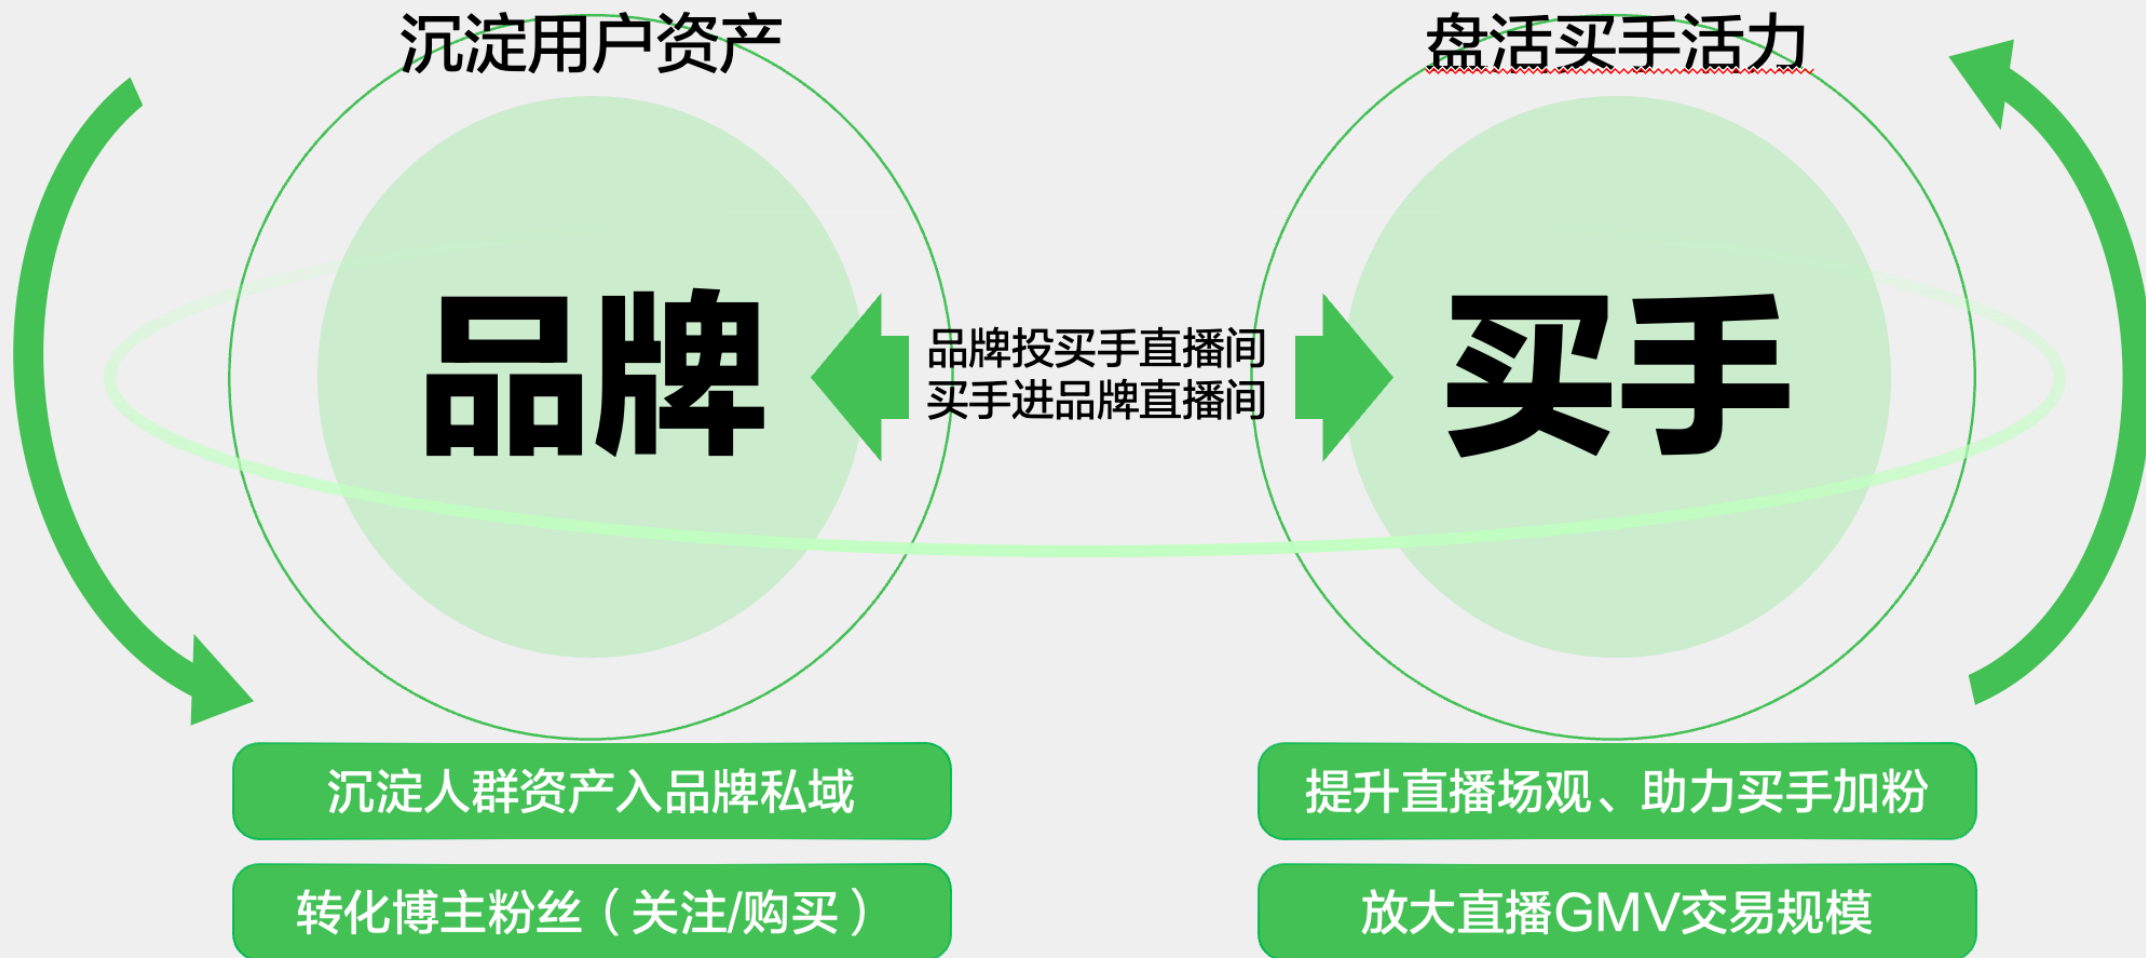 沉淀用户资产
盘活买手活力
品牌
品牌投买手直播间
买手进品牌直播间
买手
沉淀人群资产入品牌私域
提升直播场观、助力买手加粉
转化博主粉丝（关注/购买）
放大直播GMV交易规模